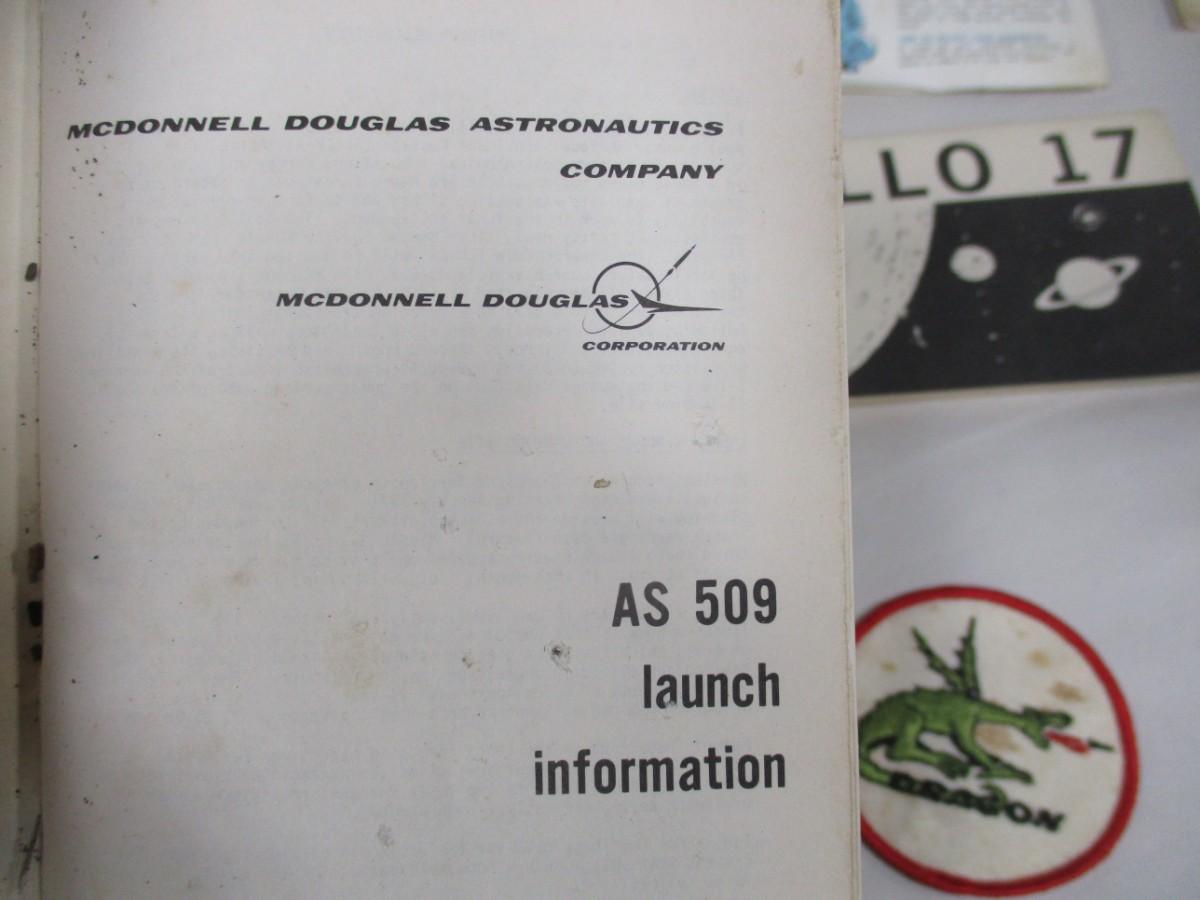 MCDONNELL DOUGLAS ASTRONAUTICS
COMPANY
MCDONNELL DOUGLAS
CORPORATION
AS 509
launch
information
LLO 17
DRAGON